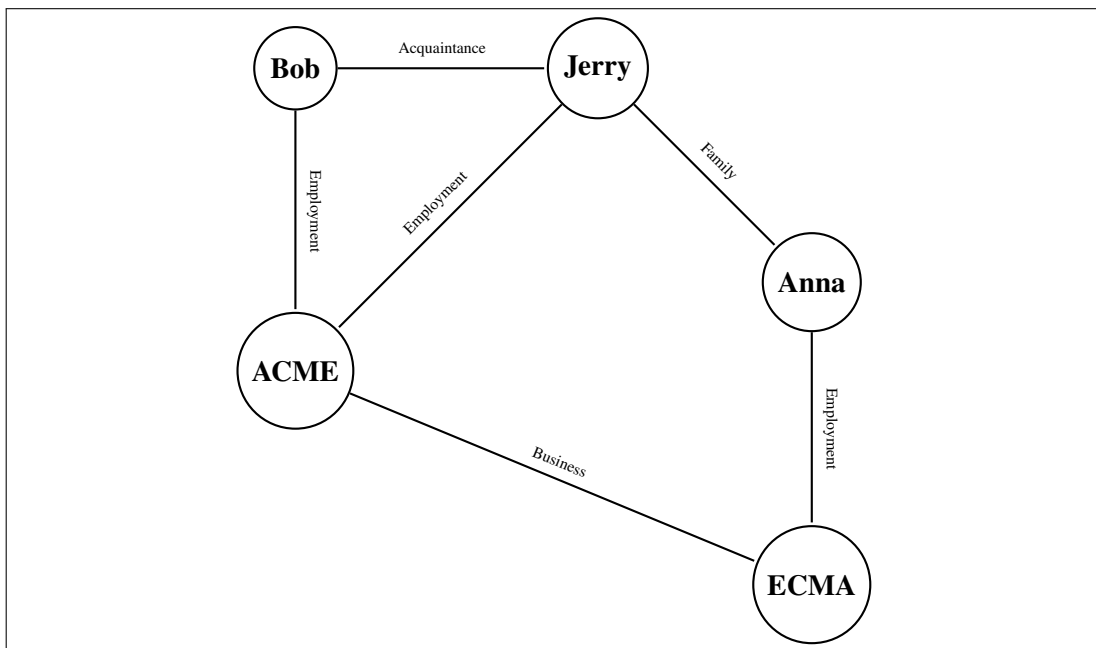 Bob
Acquaintance
Jerry
Family
Employment
Employment
Anna
ACME
Employment
Business
ECMA